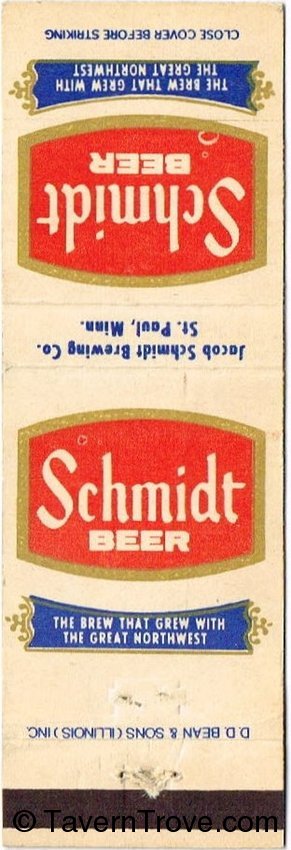 CLOSE COVER BEFORE STRIKING
THE BREW THAT GREW WITH
THE GREAT NORTHWEST
Schmidt
BEER
Jacob Schmidt Brewing Co.
St. Paul, Minn.
Schmidt
BEER
THE BREW THAT GREW WITH
THE GREAT NORTHWEST
D. D. BEAN & SONS (ILLINOIS) INC.
© TavernTrove.com